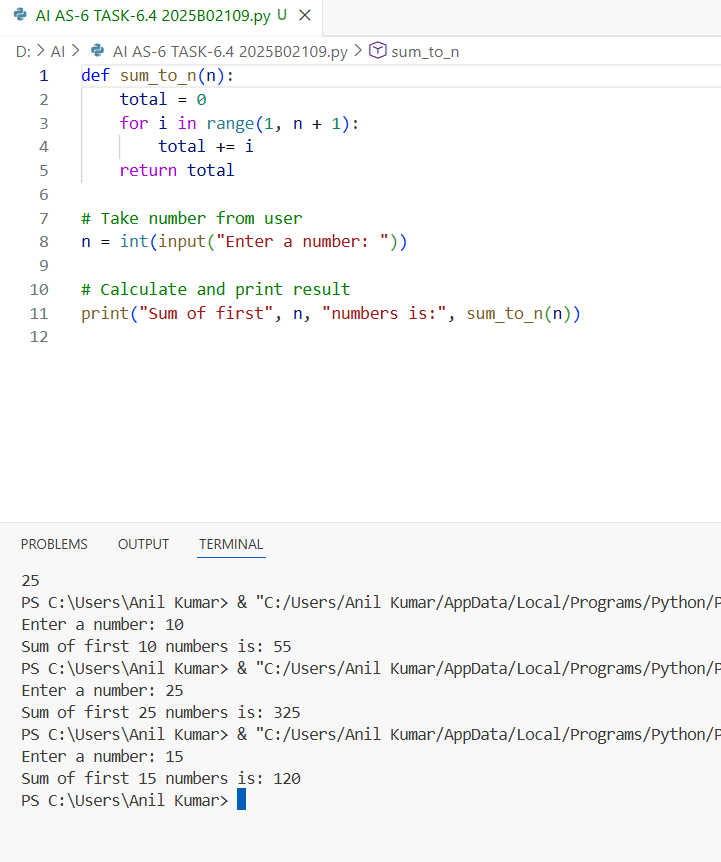 AI AS-6 TASK-6.4 2025B02109.py U
D: > AI > AI AS-6 TASK-6.4 2025B02109.py > sum_to_n
1 def sum_to_n(n):
2     total = 0
3     for i in range(1, n + 1):
4         total += i
5     return total
6
7 # Take number from user
8 n = int(input("Enter a number: "))
9
10 # Calculate and print result
11 print("Sum of first", n, "numbers is:", sum_to_n(n))
12
PROBLEMS OUTPUT TERMINAL
25
PS C:\Users\Anil Kumar> & "C:/Users/Anil Kumar/AppData/Local/Programs/Python/P
Enter a number: 10
Sum of first 10 numbers is: 55
PS C:\Users\Anil Kumar> & "C:/Users/Anil Kumar/AppData/Local/Programs/Python/P
Enter a number: 25
Sum of first 25 numbers is: 325
PS C:\Users\Anil Kumar> & "C:/Users/Anil Kumar/AppData/Local/Programs/Python/P
Enter a number: 15
Sum of first 15 numbers is: 120
PS C:\Users\Anil Kumar>